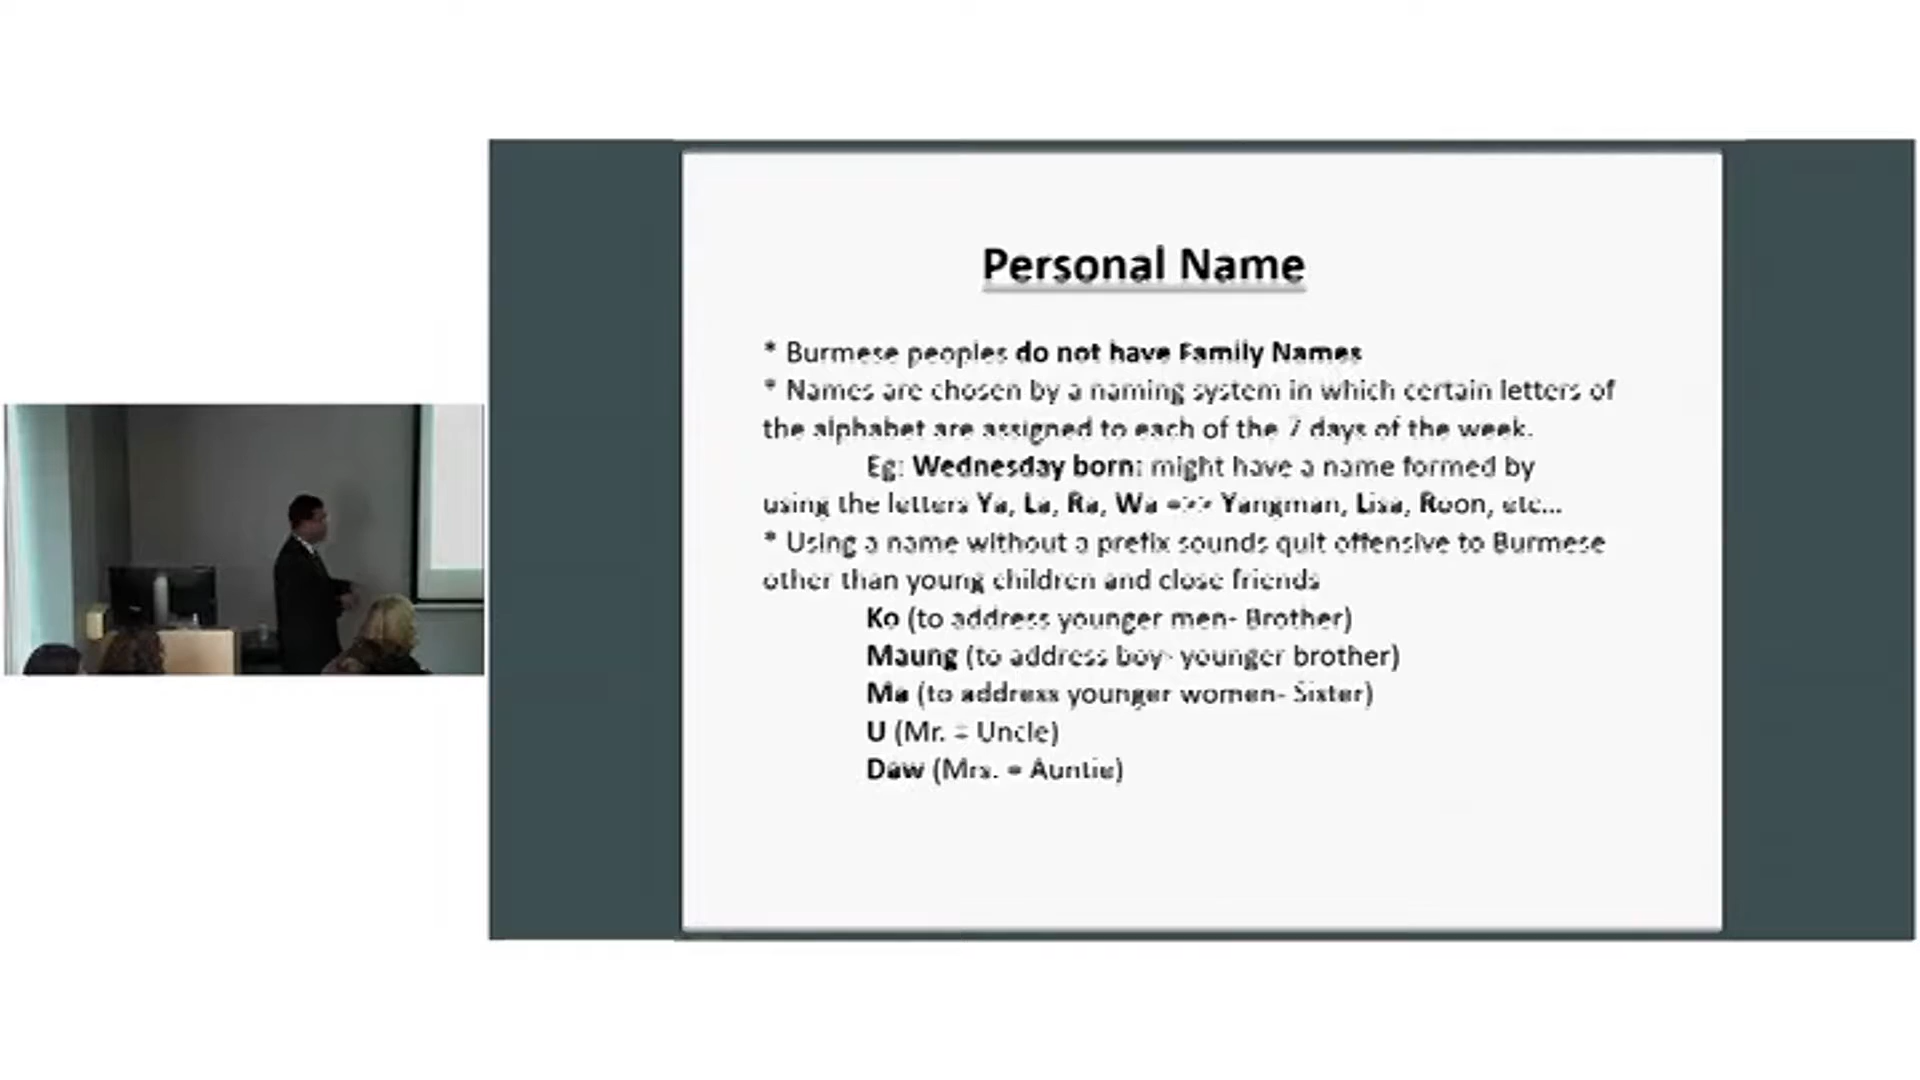 Personal Name
* Burmese peoples do not have Family Names
* Names are chosen by a naming system in which certain letters of
the alphabet are assigned to each of the 7 days of the week.
Eg: Wednesday born: might have a name formed by
using the letters Ya, La, Ra, Wa =>> Yangman, Lisa, Roon, etc...
* Using a name without a prefix sounds quit offensive to Burmese
other than young children and close friends
Ko (to address younger men- Brother)
Maung (to address boy- younger brother)
Ma (to address younger women- Sister)
U (Mr. = Uncle)
Daw (Mrs. = Auntie)